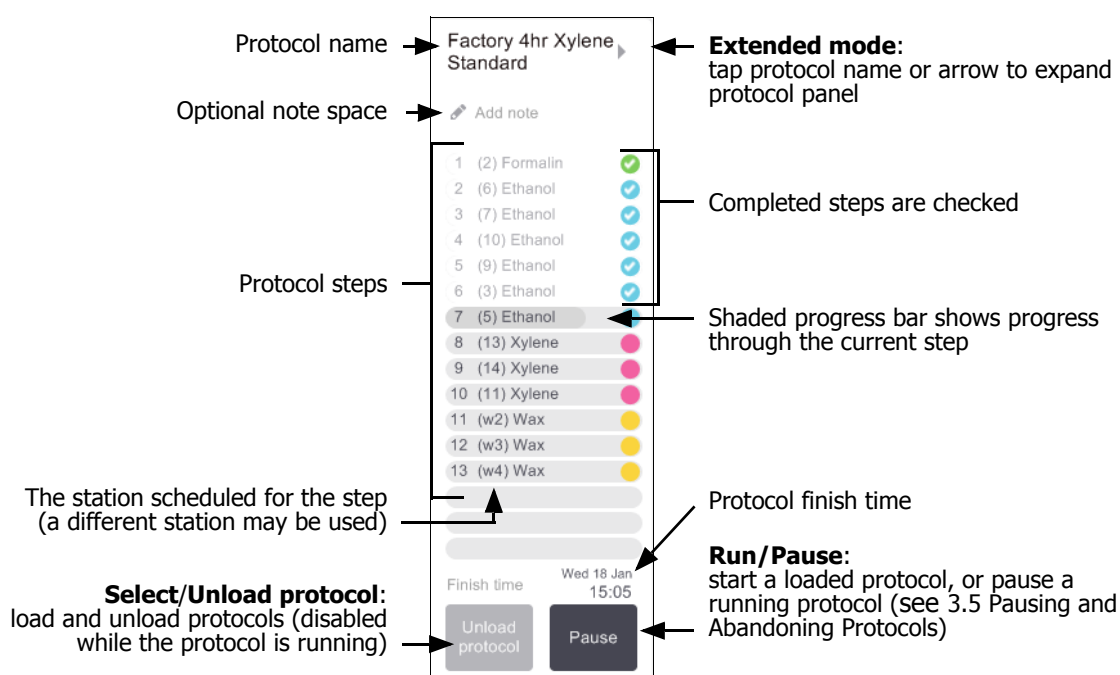 Protocol name
Factory 4hr Xylene
Standard
Extended mode:
tap protocol name or arrow to expand
protocol panel
Optional note space
Add note
1 (2) Formalin
2 (6) Ethanol
3 (7) Ethanol
4 (10) Ethanol
5 (9) Ethanol
6 (3) Ethanol
7 (5) Ethanol
8 (13) Xylene
9 (14) Xylene
10 (11) Xylene
11 (w2) Wax
12 (w3) Wax
13 (w4) Wax
Completed steps are checked
Protocol steps
Shaded progress bar shows progress
through the current step
The station scheduled for the step
(a different station may be used)
Protocol finish time
Finish time
Wed 18 Jan
15:05
Select/Unload protocol:
load and unload protocols (disabled
while the protocol is running)
Unload
protocol
Pause
Run/Pause:
start a loaded protocol, or pause a
running protocol (see 3.5 Pausing and
Abandoning Protocols)